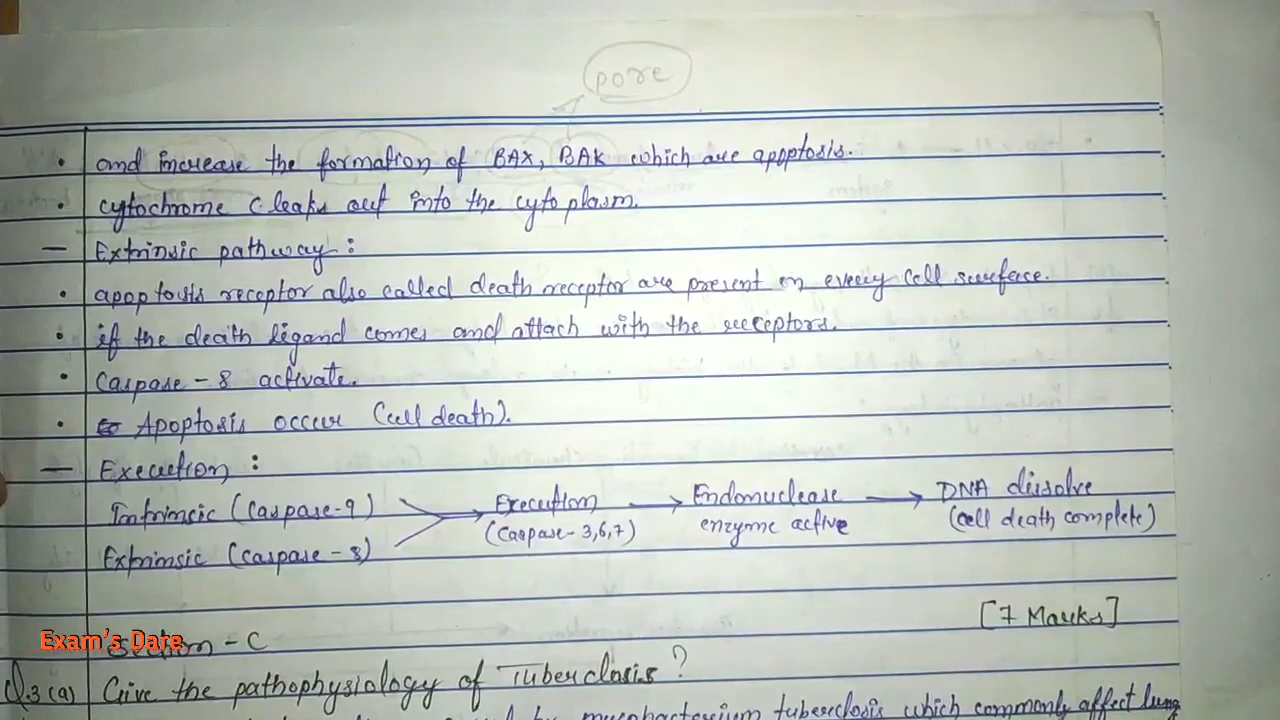 pore
• and increase the formation of BAX, BAK which are apoptosis.
• cytochrome C leaks out into the cytoplasm.
— Extrinsic pathway :
• apoptosis receptor also called death receptor are present on every cell surface.
• if the death ligand comes and attach with the receptors.
• Caspase - 8 activate.
• Apoptosis occur (cell death).
— Execution :
Intrinsic (Caspase-9) → Execution → Endonuclease → DNA dissolve
(Caspase-3,6,7) enzyme active (cell death complete)
Extrinsic (caspase - 8)
[7 Marks]
Exam's Dare
Section - C
Q.3 (a) Give the pathophysiology of Tuberclosis ?
by mycobacterium tuberclosis which commonly affect lung